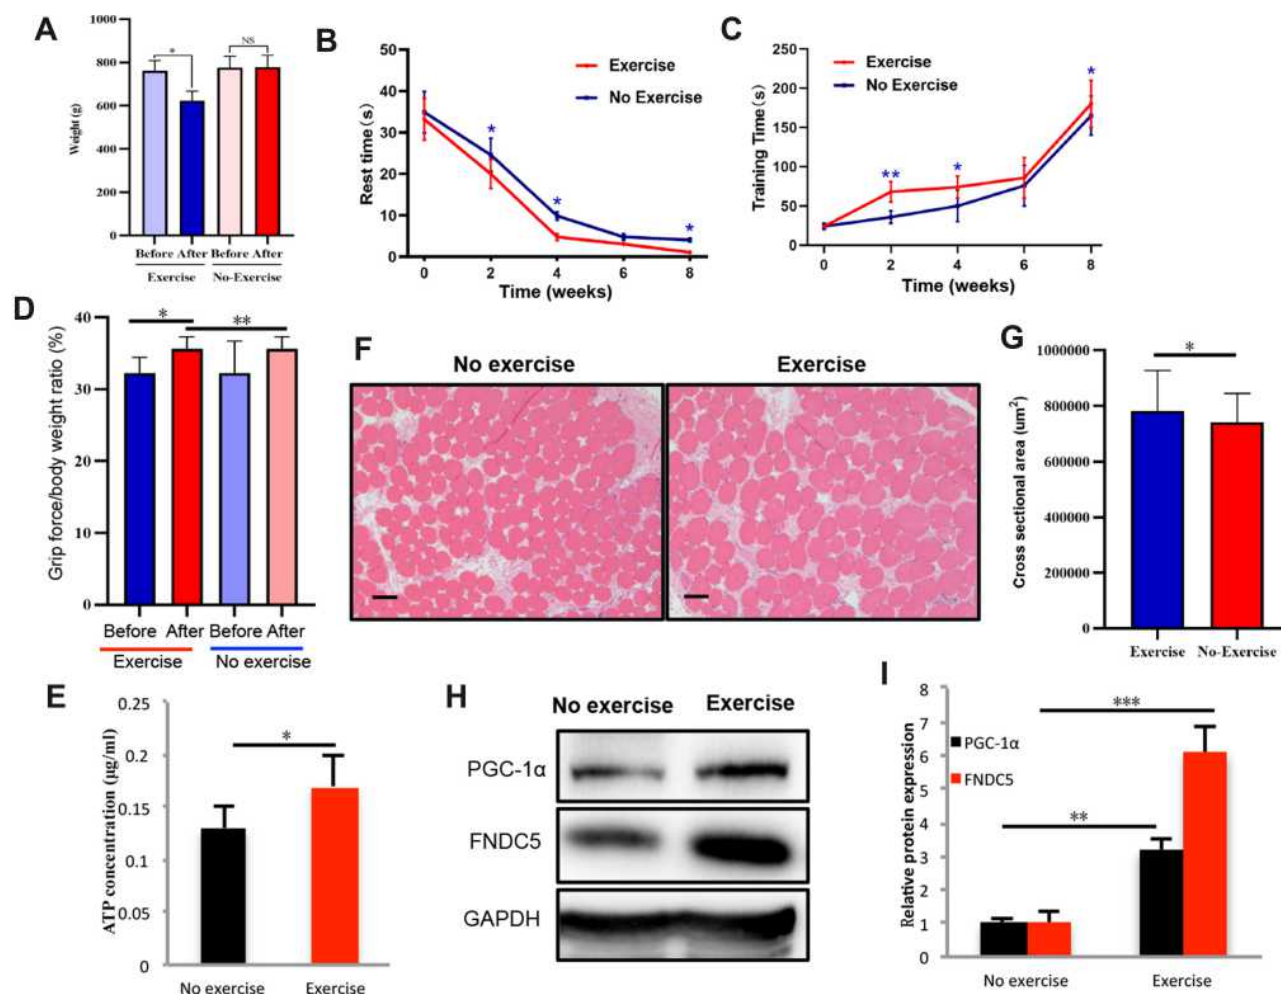 A
1000
800
600
400
200
0
Weight (g)
*
NS
Before After Before After
Exercise No-Exercise
B
50
40
30
20
10
0
Rest time (s)
Exercise
No Exercise
*
*
*
0 2 4 6 8
Time (weeks)
C
250
200
150
100
50
0
Training Time (s)
Exercise
No Exercise
**
*
*
0 2 4 6 8
Time (weeks)
D
40
30
20
10
0
Grip force/body weight ratio (%)
*
**
Before After Before After
Exercise No exercise
F
No exercise Exercise
G
1000000
800000
600000
400000
200000
0
Cross sectional area (um²)
*
Exercise No-Exercise
E
0.25
0.2
0.15
0.1
0.05
0
ATP concentration (µg/ml)
*
No exercise Exercise
H
No exercise Exercise
PGC-1α
FNDC5
GAPDH
I
8
7
6
5
4
3
2
1
0
Relative protein expression
PGC-1α
FNDC5
***
**
No exercise Exercise